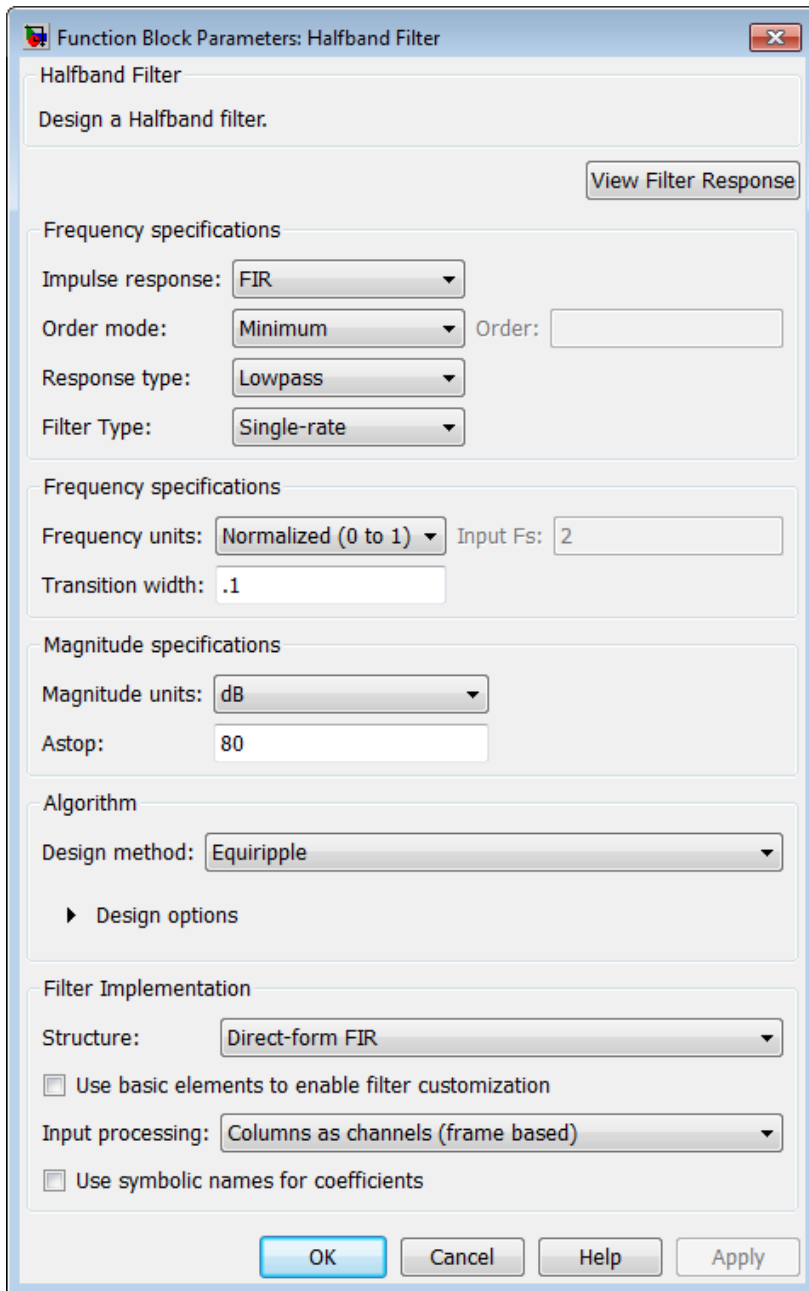 Function Block Parameters: Halfband Filter
Halfband Filter
Design a Halfband filter.
View Filter Response
Frequency specifications
Impulse response: FIR
Order mode: Minimum Order:
Response type: Lowpass
Filter Type: Single-rate
Frequency specifications
Frequency units: Normalized (0 to 1) Input Fs: 2
Transition width: .1
Magnitude specifications
Magnitude units: dB
Astop: 80
Algorithm
Design method: Equiripple
Design options
Filter Implementation
Structure: Direct-form FIR
Use basic elements to enable filter customization
Input processing: Columns as channels (frame based)
Use symbolic names for coefficients
OK Cancel Help Apply